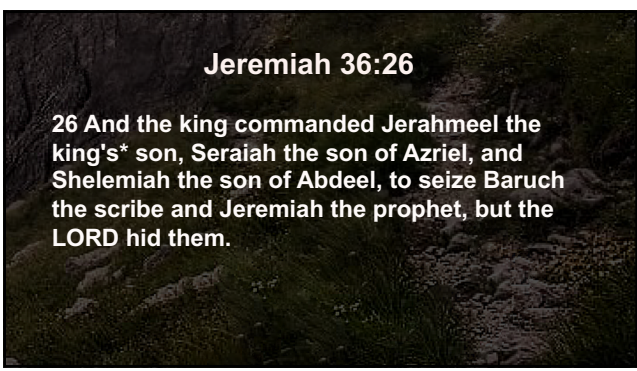 Jeremiah 36:26
26 And the king commanded Jerahmeel the
king's* son, Seraiah the son of Azriel, and
Shelemiah the son of Abdeel, to seize Baruch
the scribe and Jeremiah the prophet, but the
LORD hid them.